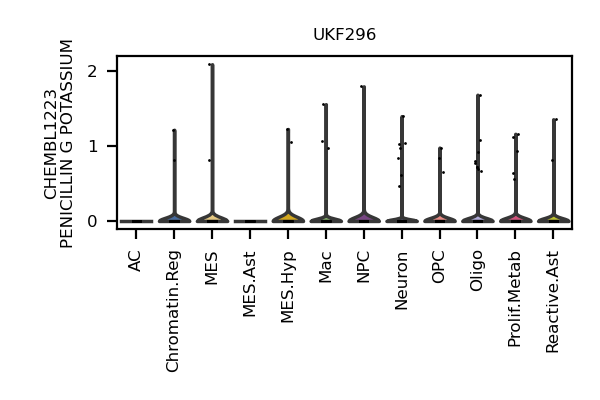 UKF296
CHEMBL1223
PENICILLIN G POTASSIUM
2
1
0
AC
Chromatin.Reg
MES
MES.Ast
MES.Hyp
Mac
NPC
Neuron
OPC
Oligo
Prolif.Metab
Reactive.Ast